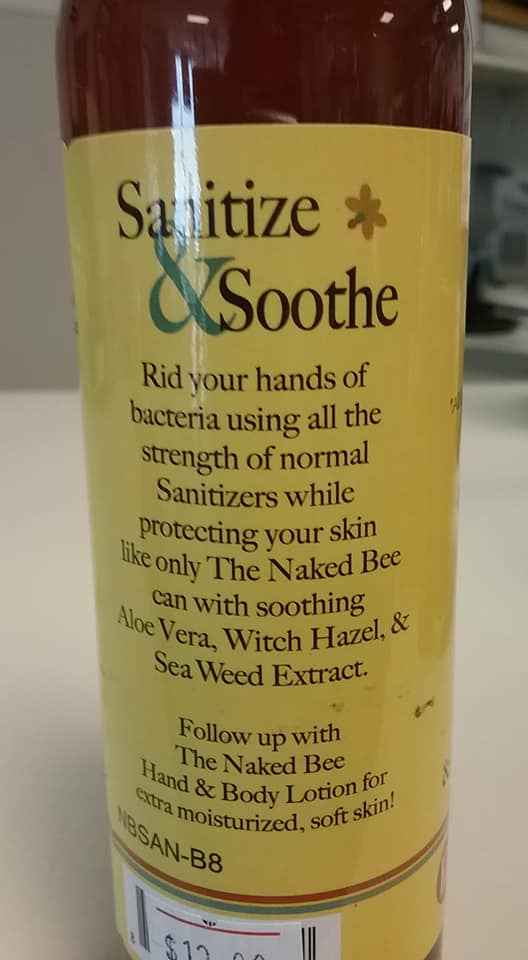 Sanitize
& Soothe
Rid your hands of
bacteria using all the
strength of normal
Sanitizers while
protecting your skin
like only The Naked Bee
can with soothing
Aloe Vera, Witch Hazel, &
Sea Weed Extract.
Follow up with
The Naked Bee
Hand & Body Lotion for
extra moisturized, soft skin!
NBSAN-B8
8